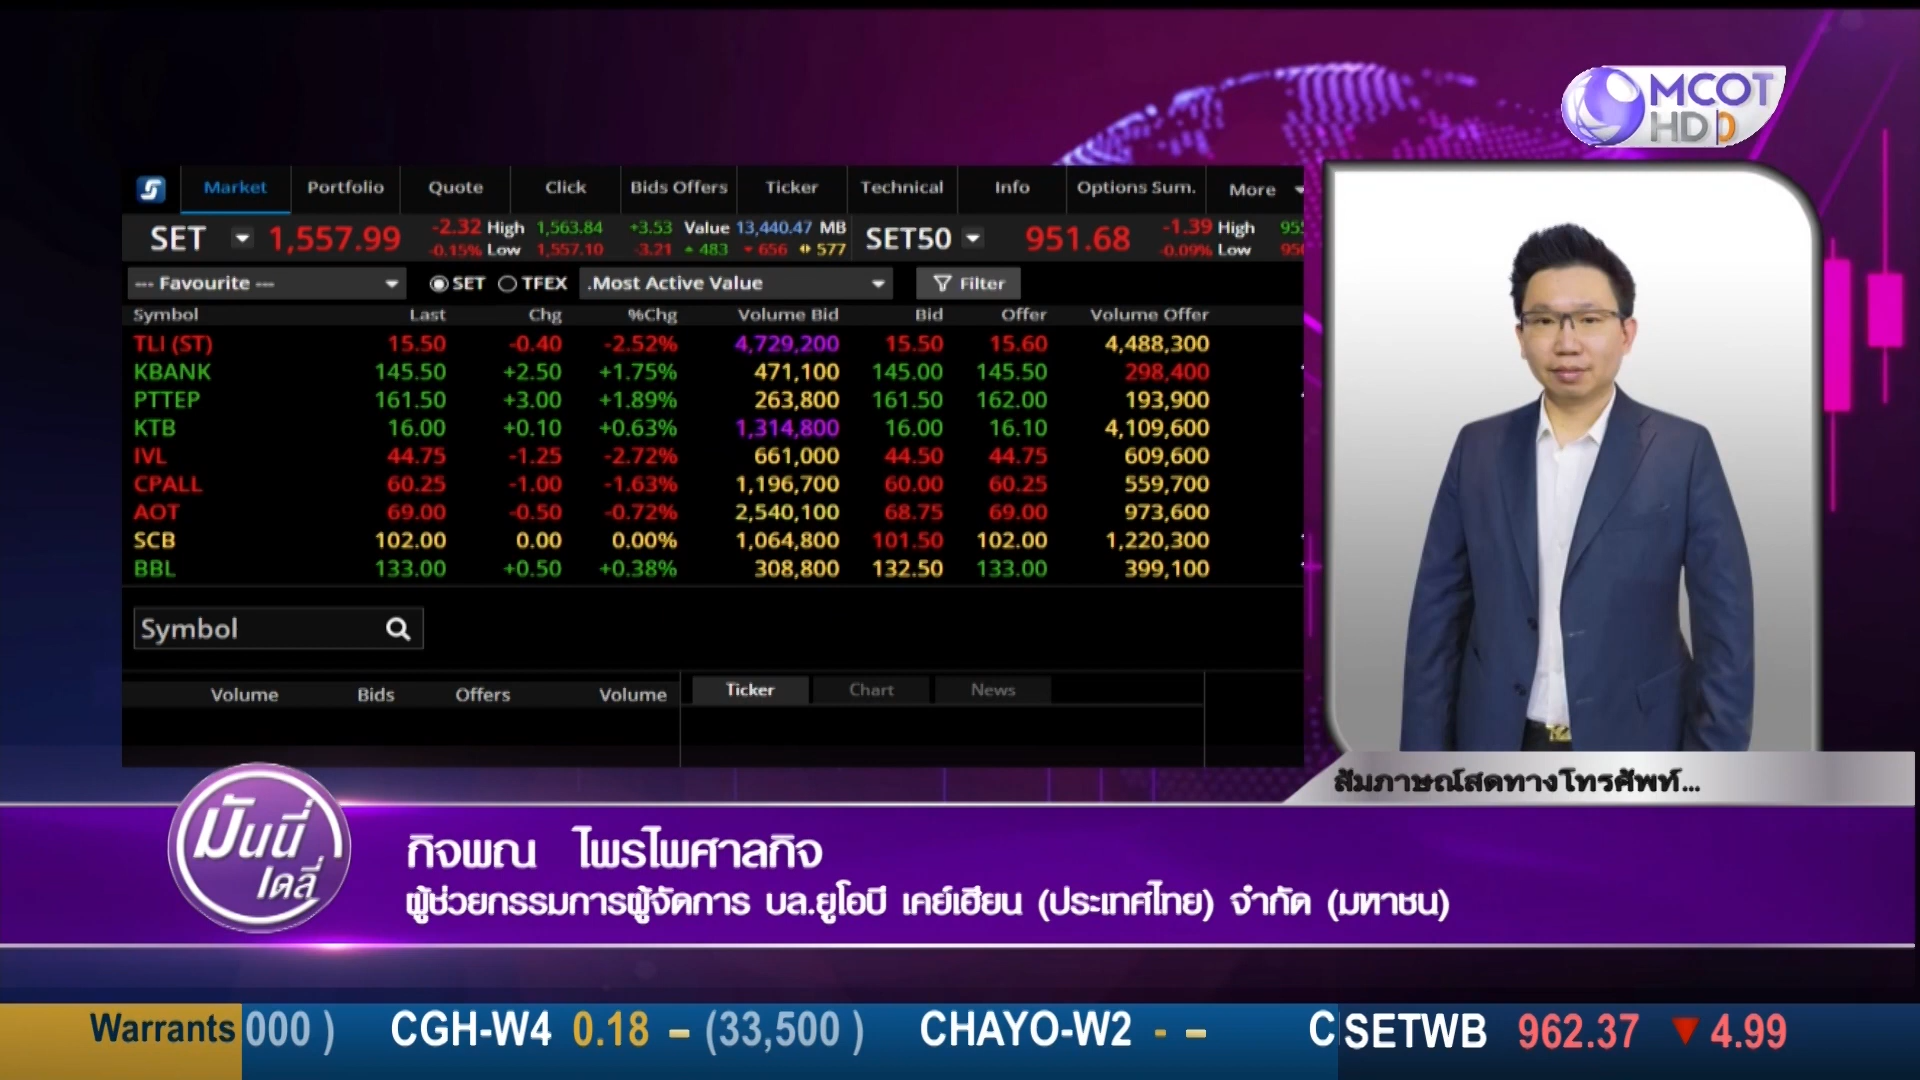 MCOT
HD
Market Portfolio Quote Click Bids Offers Ticker Technical Info Options Sum. More
SET 1,557.99 -2.32 High 1,563.84 +3.53 Value 13,440.47 MB SET50 951.68 -1.39 High
-0.15% Low 1,557.10 -3.21 483 656 577 -0.09% Low
--- Favourite --- SET TFEX .Most Active Value Filter
Symbol Last Chg %Chg Volume Bid Bid Offer Volume Offer
TLI (ST) 15.50 -0.40 -2.52% 4,729,200 15.50 15.60 4,488,300
KBANK 145.50 +2.50 +1.75% 471,100 145.00 145.50 298,400
PTTEP 161.50 +3.00 +1.89% 263,800 161.50 162.00 193,900
KTB 16.00 +0.10 +0.63% 1,314,800 16.00 16.10 4,109,600
IVL 44.75 -1.25 -2.72% 661,000 44.50 44.75 609,600
CPALL 60.25 -1.00 -1.63% 1,196,700 60.00 60.25 559,700
AOT 69.00 -0.50 -0.72% 2,540,100 68.75 69.00 973,600
SCB 102.00 0.00 0.00% 1,064,800 101.50 102.00 1,220,300
BBL 133.00 +0.50 +0.38% 308,800 132.50 133.00 399,100
Symbol
Volume Bids Offers Volume Ticker Chart News
สัมภาษณ์สดทางโทรศัพท์...
มันนี่
เดลี่
กิจพณ ไพรไพศาลกิจ
ผู้ช่วยกรรมการผู้จัดการ บล.ยูโอบี เคย์เฮียน (ประเทศไทย) จำกัด (มหาชน)
Warrants 000 ) CGH-W4 0.18 – (33,500 ) CHAYO-W2 - – C SETWB 962.37 ▼ 4.99